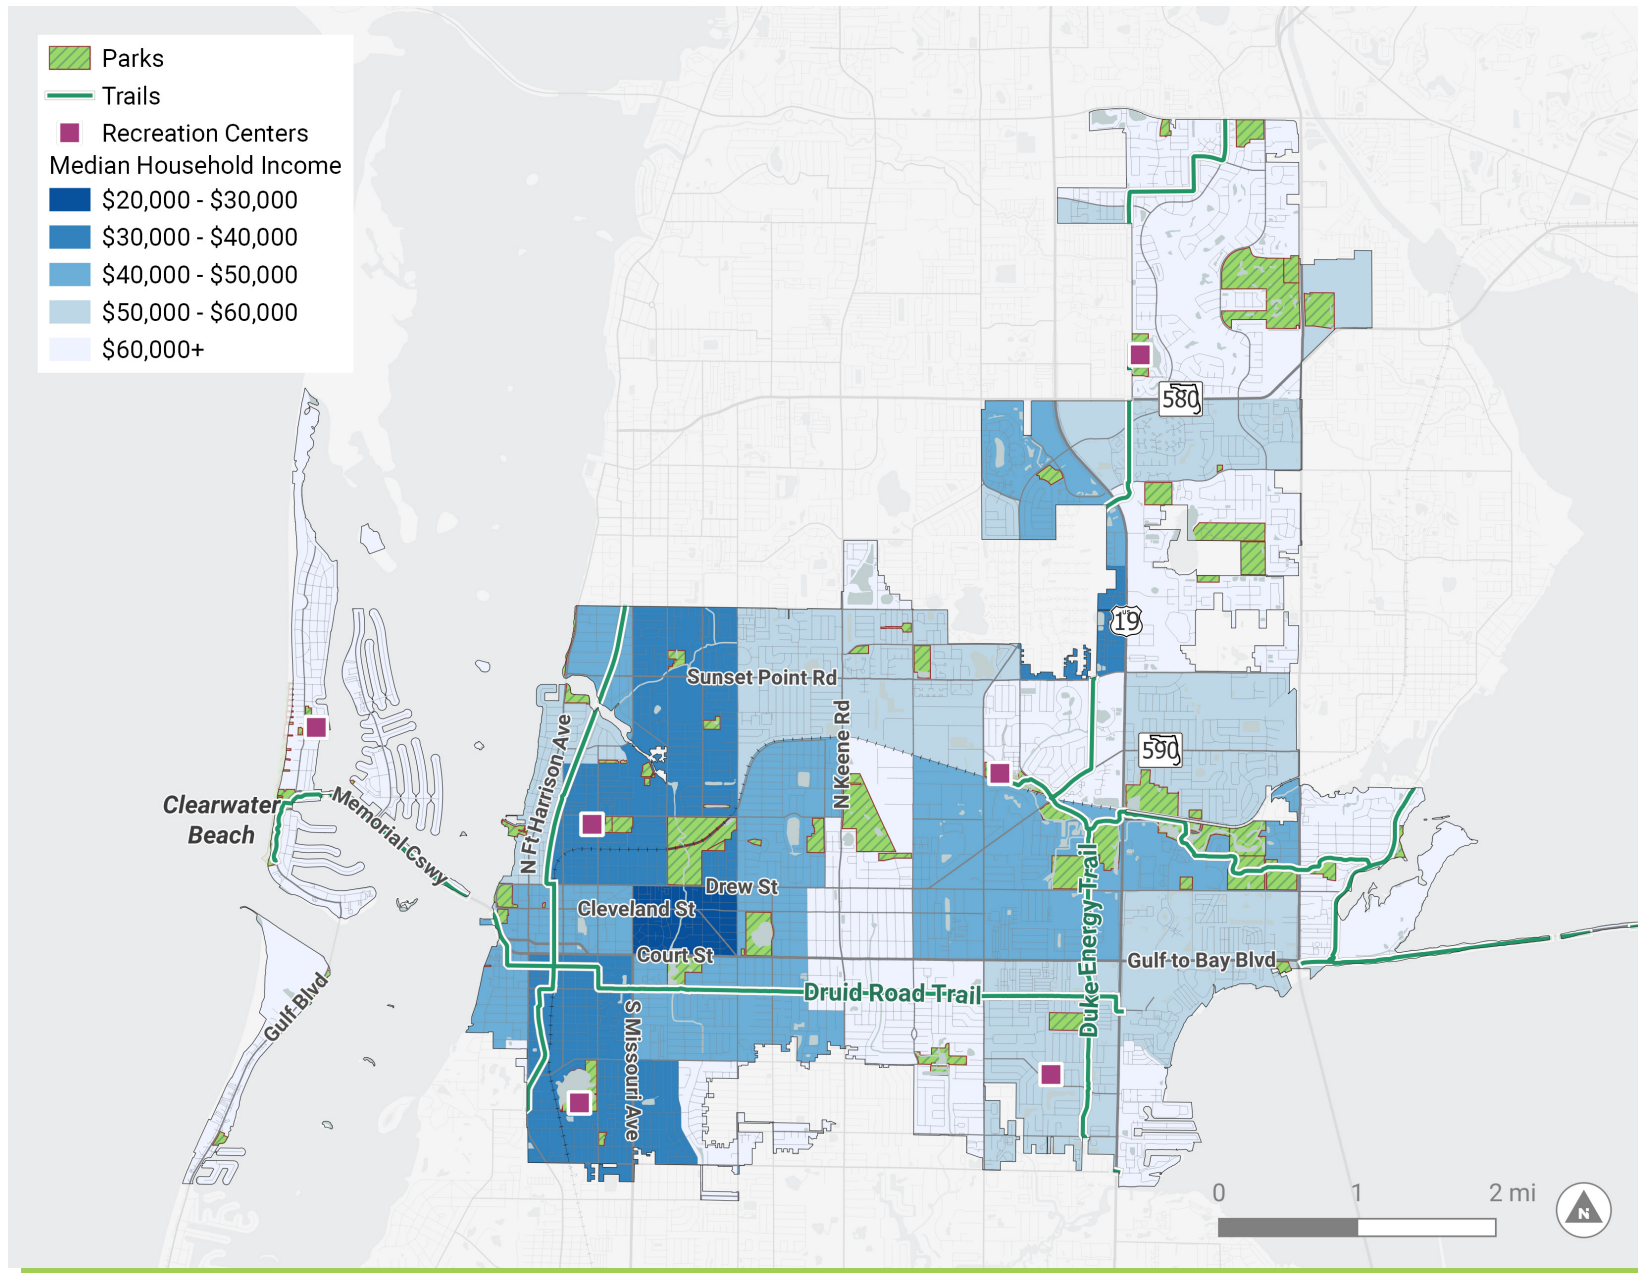 Parks
Trails
Recreation Centers
Median Household Income
$20,000 - $30,000
$30,000 - $40,000
$40,000 - $50,000
$50,000 - $60,000
$60,000+
580
US
19
Sunset Point Rd
N Keene Rd
590
N Ft Harrison Ave
Clearwater
Beach
Memorial Cswy
Drew St
Cleveland St
Court St
Duke Energy Trail
Gulf to Bay Blvd
Druid Road Trail
Gulf Blvd
S Missouri Ave
0 1 2 mi
N